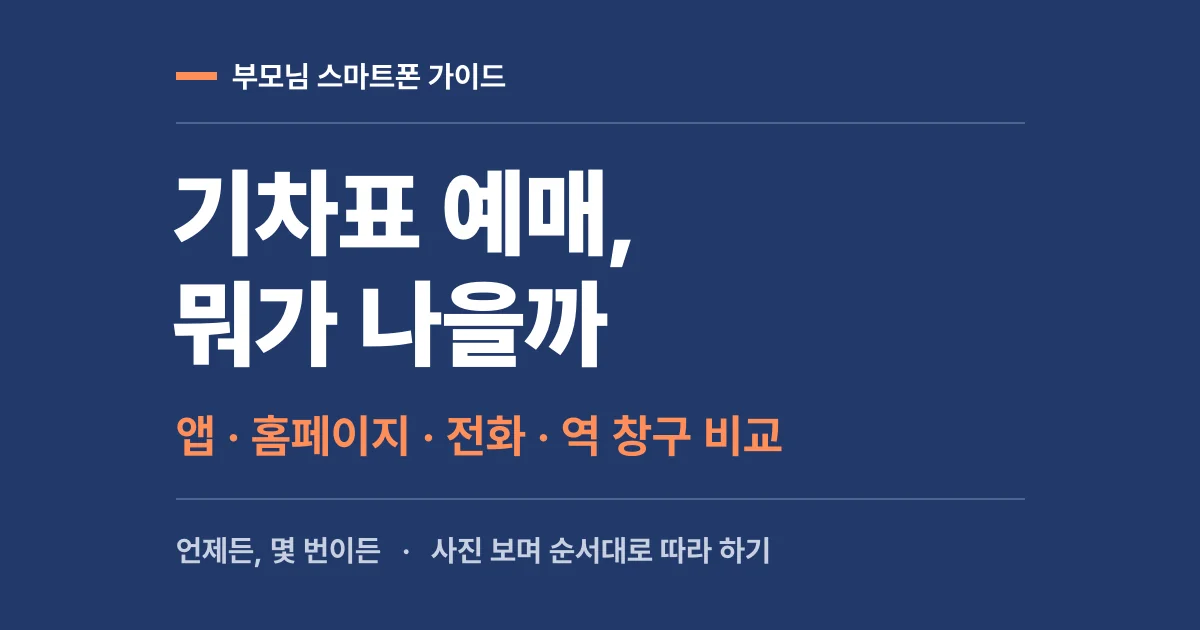 부모님 스마트폰 가이드
기차표 예매,
뭐가 나을까
앱 · 홈페이지 · 전화 · 역 창구 비교
언제든, 몇 번이든 · 사진 보며 순서대로 따라 하기